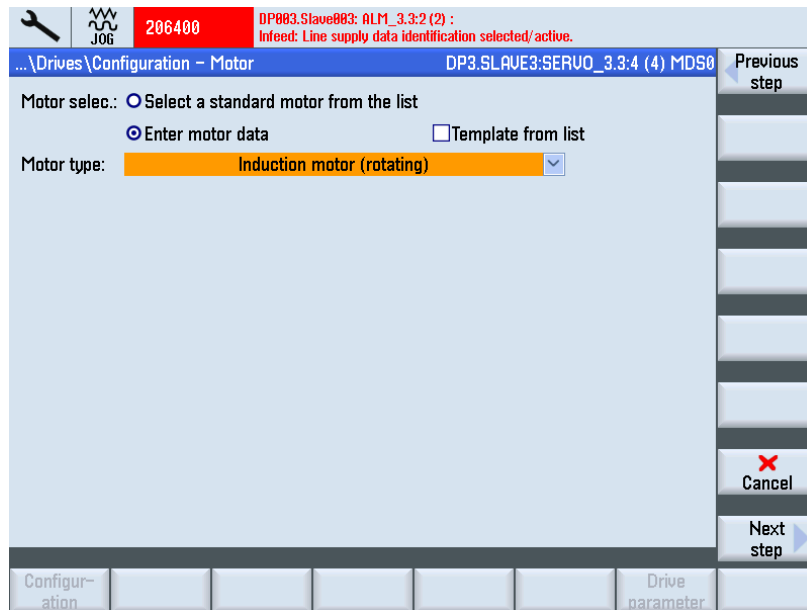 JOG
206400
DP003.Slave003: ALM_3.3:2 (2) :
Infeed: Line supply data identification selected/active.
...\Drives\Configuration - Motor
DP3.SLAVE3:SERVO_3.3:4 (4) MDS0
Previous
step
Motor selec.: Select a standard motor from the list
Enter motor data
Template from list
Motor type: Induction motor (rotating)
Cancel
Next
step
Configur-
ation
Drive
parameter